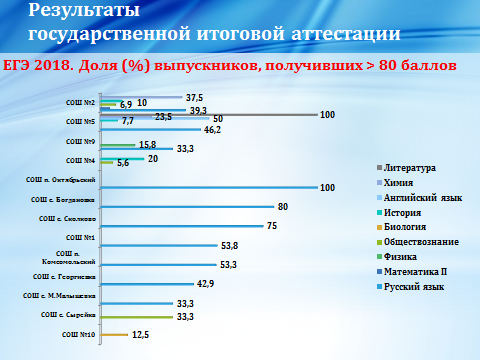 Результаты
государственной итоговой аттестации
ЕГЭ 2018. Доля (%) выпускников, получивших > 80 баллов
СОШ №2
37,5
10
6,9
39,3
СОШ №5
100
23,5
50
7,7
46,2
СОШ №9
15,8
33,3
СОШ №4
20
5,6
СОШ п. Октябрьский
100
СОШ с. Богдановка
80
СОШ с. Сколково
75
СОШ №1
53,8
СОШ п.
Комсомольский
53,3
СОШ с. Георгиевка
42,9
СОШ с. М.Малышевка
33,3
СОШ с. Сырейка
33,3
СОШ №10
12,5
Литература
Химия
Английский язык
История
Биология
Обществознание
Физика
Математика П
Русский язык